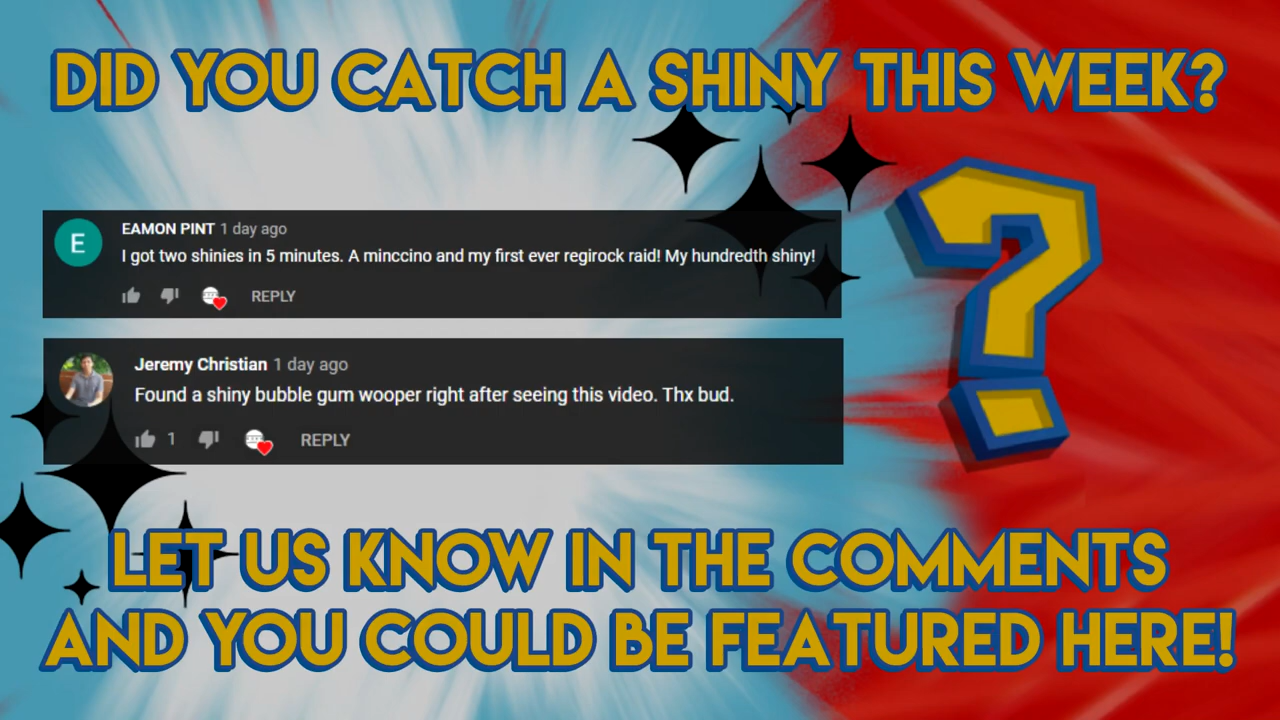 DID YOU CATCH A SHINY THIS WEEK?
E
EAMON PINT 1 day ago
I got two shinies in 5 minutes. A minccino and my first ever regirock raid! My hundredth shiny!
REPLY
Jeremy Christian 1 day ago
Found a shiny bubble gum wooper right after seeing this video. Thx bud.
1 REPLY
?
LET US KNOW IN THE COMMENTS
AND YOU COULD BE FEATURED HERE!